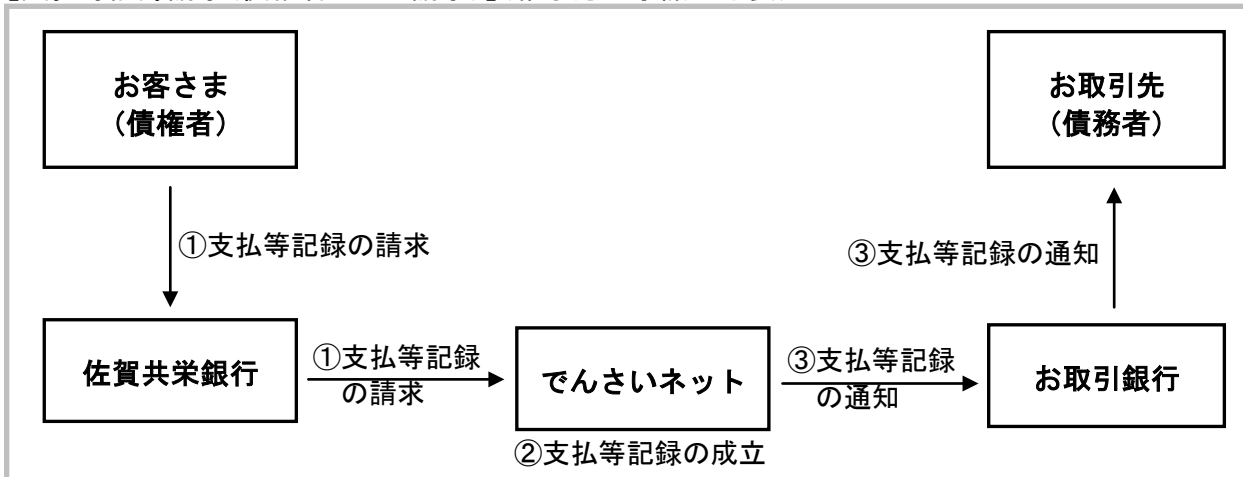 お客さま
（債権者）
お取引先
（債務者）
①支払等記録の請求
③支払等記録の通知
佐賀共栄銀行
①支払等記録
の請求
でんさいネット
③支払等記録
の通知
お取引銀行
②支払等記録の成立